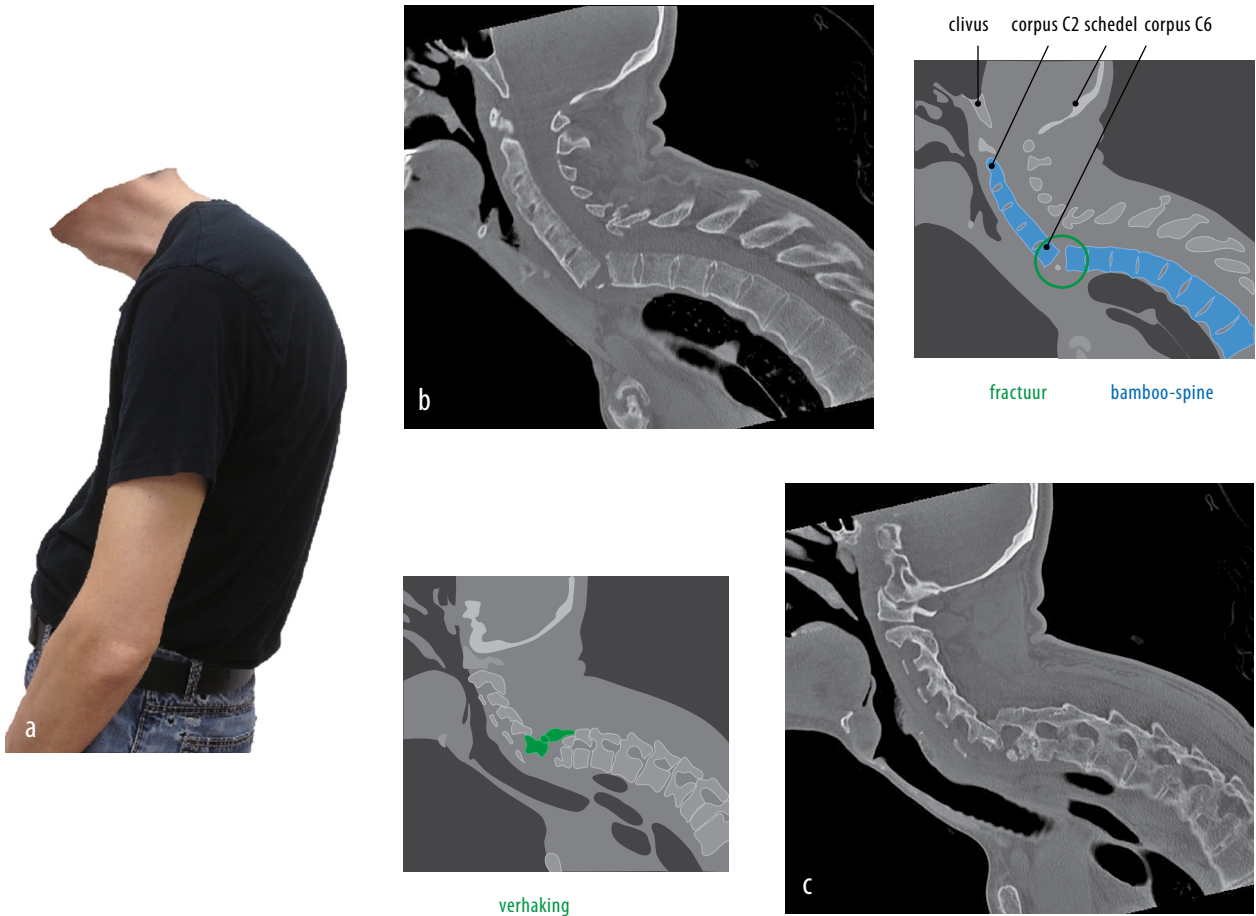 clivus corpus C2 schedel corpus C6
a
b
fractuur bamboo-spine
verhaking
c